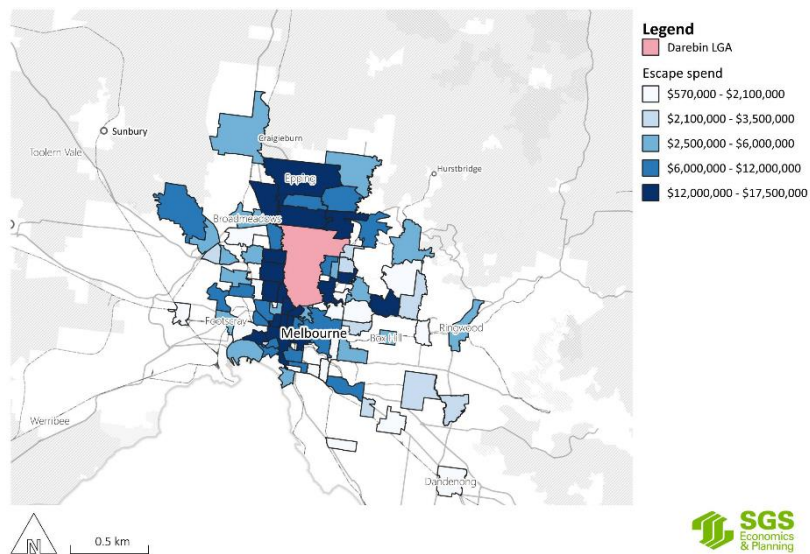 Legend
Darebin LGA
Escape spend
$570,000 - $2,100,000
$2,100,000 - $3,500,000
$2,500,000 - $6,000,000
$6,000,000 - $12,000,000
$12,000,000 - $17,500,000
Sunbury
Toolern Vale
Craigieburn
Hurstbridge
Epping
Broadmeadows
Footscray
Melbourne
Box Hill
Ringwood
Werribee
Dandenong
N
0.5 km
SGS
Economics
& Planning